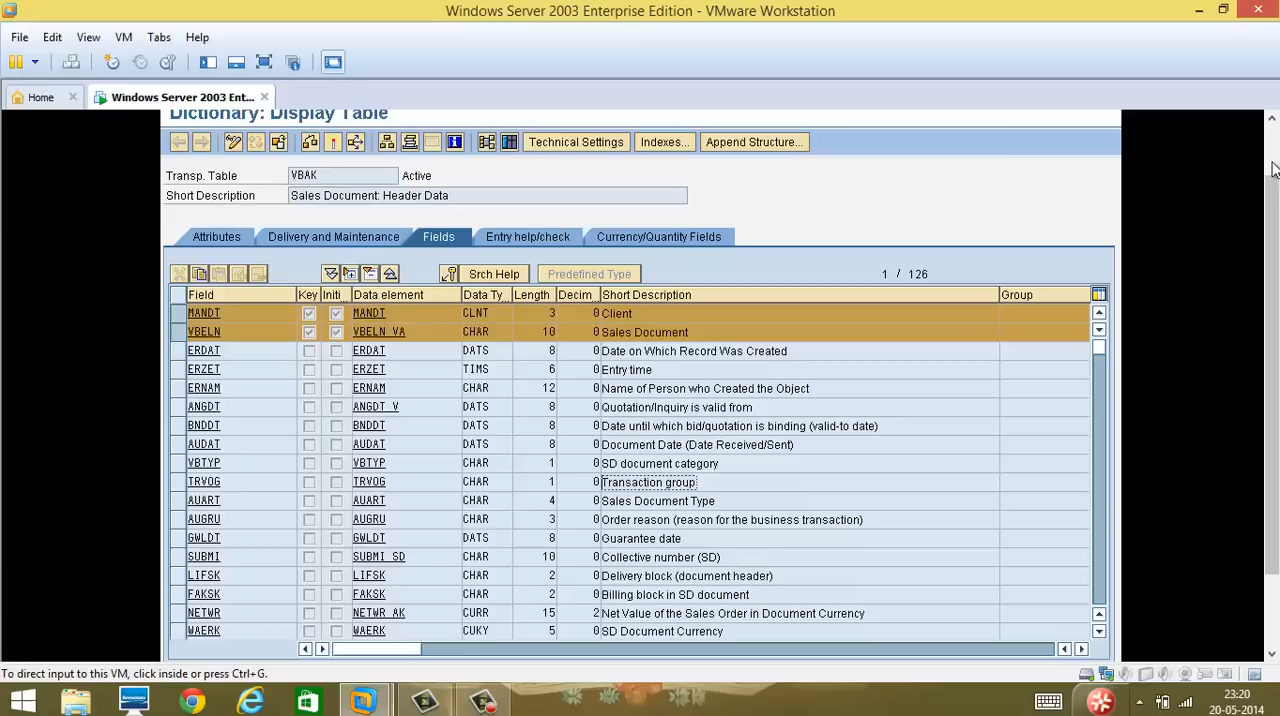 Windows Server 2003 Enterprise Edition - VMware Workstation
File Edit View VM Tabs Help
Home Windows Server 2003 Ent...
Dictionary: Display Table
Technical Settings Indexes... Append Structure...
Transp. Table VBAK Active
Short Description Sales Document: Header Data
Attributes Delivery and Maintenance Fields Entry help/check Currency/Quantity Fields
Srch Help Predefined Type 1 / 126
Field Key Initi... Data element Data Ty... Length Decim... Short Description Group
MANDT MANDT CLNT 3 0 Client
VBELN VBELN_VA CHAR 10 0 Sales Document
ERDAT ERDAT DATS 8 0 Date on Which Record Was Created
ERZET ERZET TIMS 6 0 Entry time
ERNAM ERNAM CHAR 12 0 Name of Person who Created the Object
ANGDT ANGDT_V DATS 8 0 Quotation/Inquiry is valid from
BNDDT BNDDT DATS 8 0 Date until which bid/quotation is binding (valid-to date)
AUDAT AUDAT DATS 8 0 Document Date (Date Received/Sent)
VBTYP VBTYP CHAR 1 0 SD document category
TRVOG TRVOG CHAR 1 0 Transaction group
AUART AUART CHAR 4 0 Sales Document Type
AUGRU AUGRU CHAR 3 0 Order reason (reason for the business transaction)
GWLDT GWLDT DATS 8 0 Guarantee date
SUBMI SUBMI_SD CHAR 10 0 Collective number (SD)
LIFSK LIFSK CHAR 2 0 Delivery block (document header)
FAKSK FAKSK CHAR 2 0 Billing block in SD document
NETWR NETWR_AK CURR 15 2 Net Value of the Sales Order in Document Currency
WAERK WAERK CUKY 5 0 SD Document Currency
To direct input to this VM, click inside or press Ctrl+G.
lenovo
23:20
20-05-2014